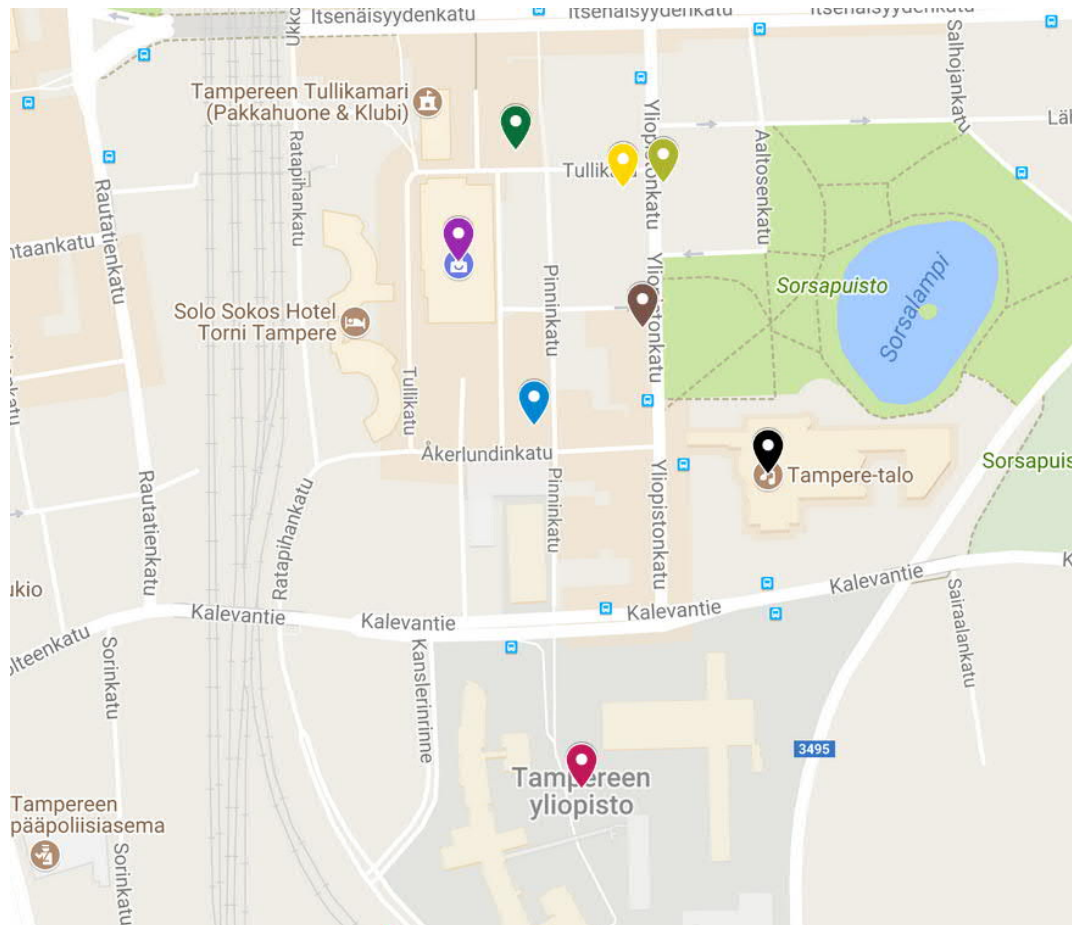 Itsenäisyydenkatu
Itsenäisyydenkatu
Itsenäisyydenkatu
Ukko
Salhojankatu
Tampereen Tullikamari
(Pakkahuone & Klubi)
Yliopistonkatu
Läh
Aaltosenkatu
Ratapihankatu
Rautatienkatu
Tullikatu
ntaankatu
Pinninkatu
Yliopistonkatu
Sorsapuisto
Sorsalampi
Solo Sokos Hotel
Torni Tampere
Tullikatu
katu
Åkerlundinkatu
Tampere-talo
Sorsapuis
Rautatienkatu
Ratapihankatu
Pinninkatu
Yliopistonkatu
Kalevantie
K
ukio
Kalevantie
Kalevantie
Kalevantie
Sairaalankatu
olteenkatu
Sorinkatu
Kanslerinrinne
3495
Tampereen
yliopisto
Tampereen
pääpoliisiasema
Sorinkatu